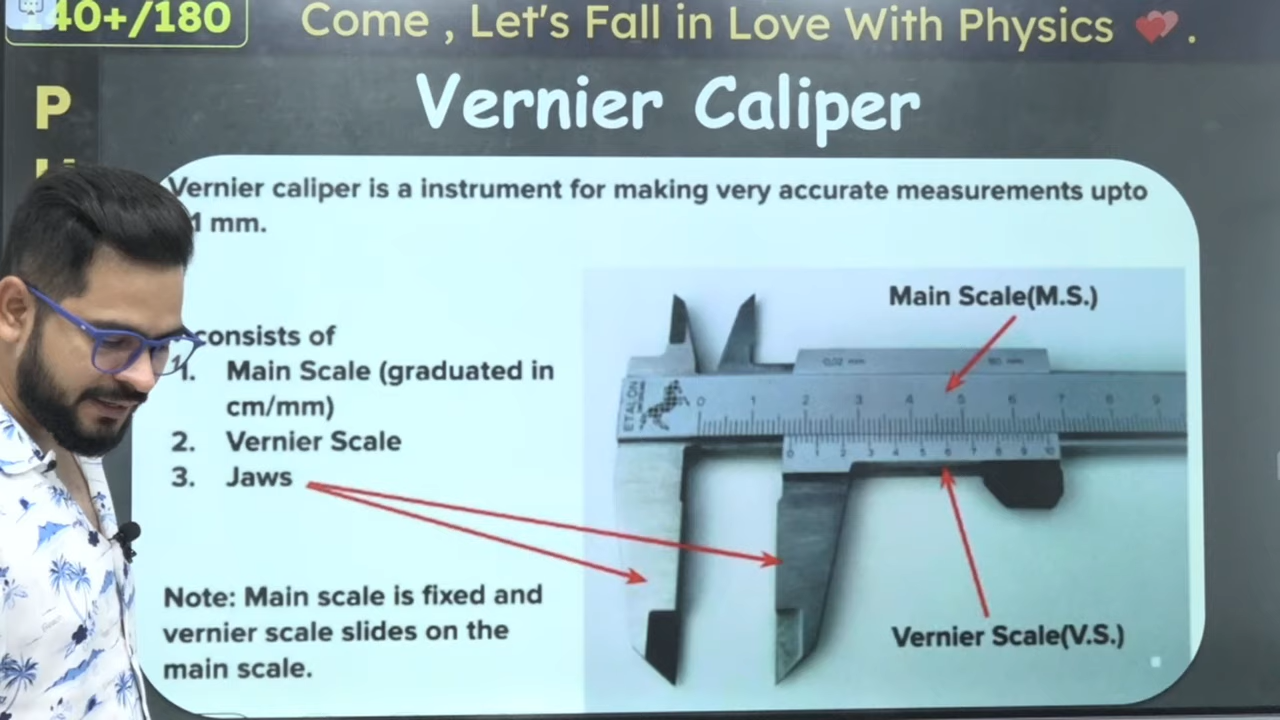 40+/180
Come , Let's Fall in Love With Physics
P
Vernier Caliper
Vernier caliper is a instrument for making very accurate measurements upto
1 mm.
consists of
1. Main Scale (graduated in
cm/mm)
2. Vernier Scale
3. Jaws
Note: Main scale is fixed and
vernier scale slides on the
main scale.
Main Scale(M.S.)
0,02 mm
ETALON
0 1 2 3 4 5 6 7 8 9
0 1 2 3 4 5 6 7 8 9 10
Vernier Scale(V.S.)